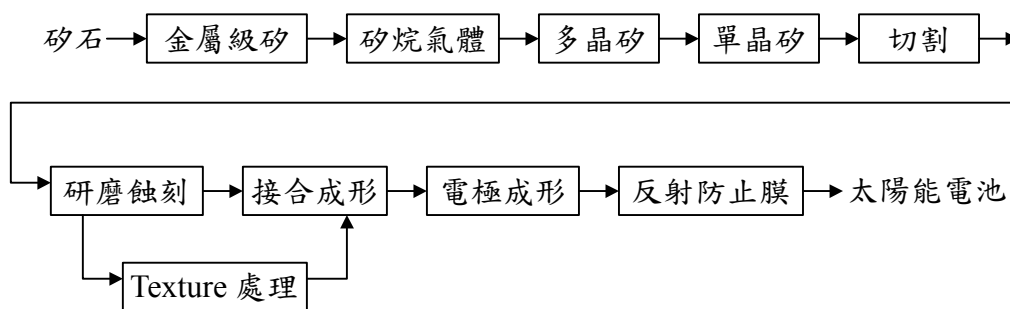 矽石 金屬級矽 矽烷氣體 多晶矽 單晶矽 切割
研磨蝕刻 接合成形 電極成形 反射防止膜 太陽能電池
Texture 處理